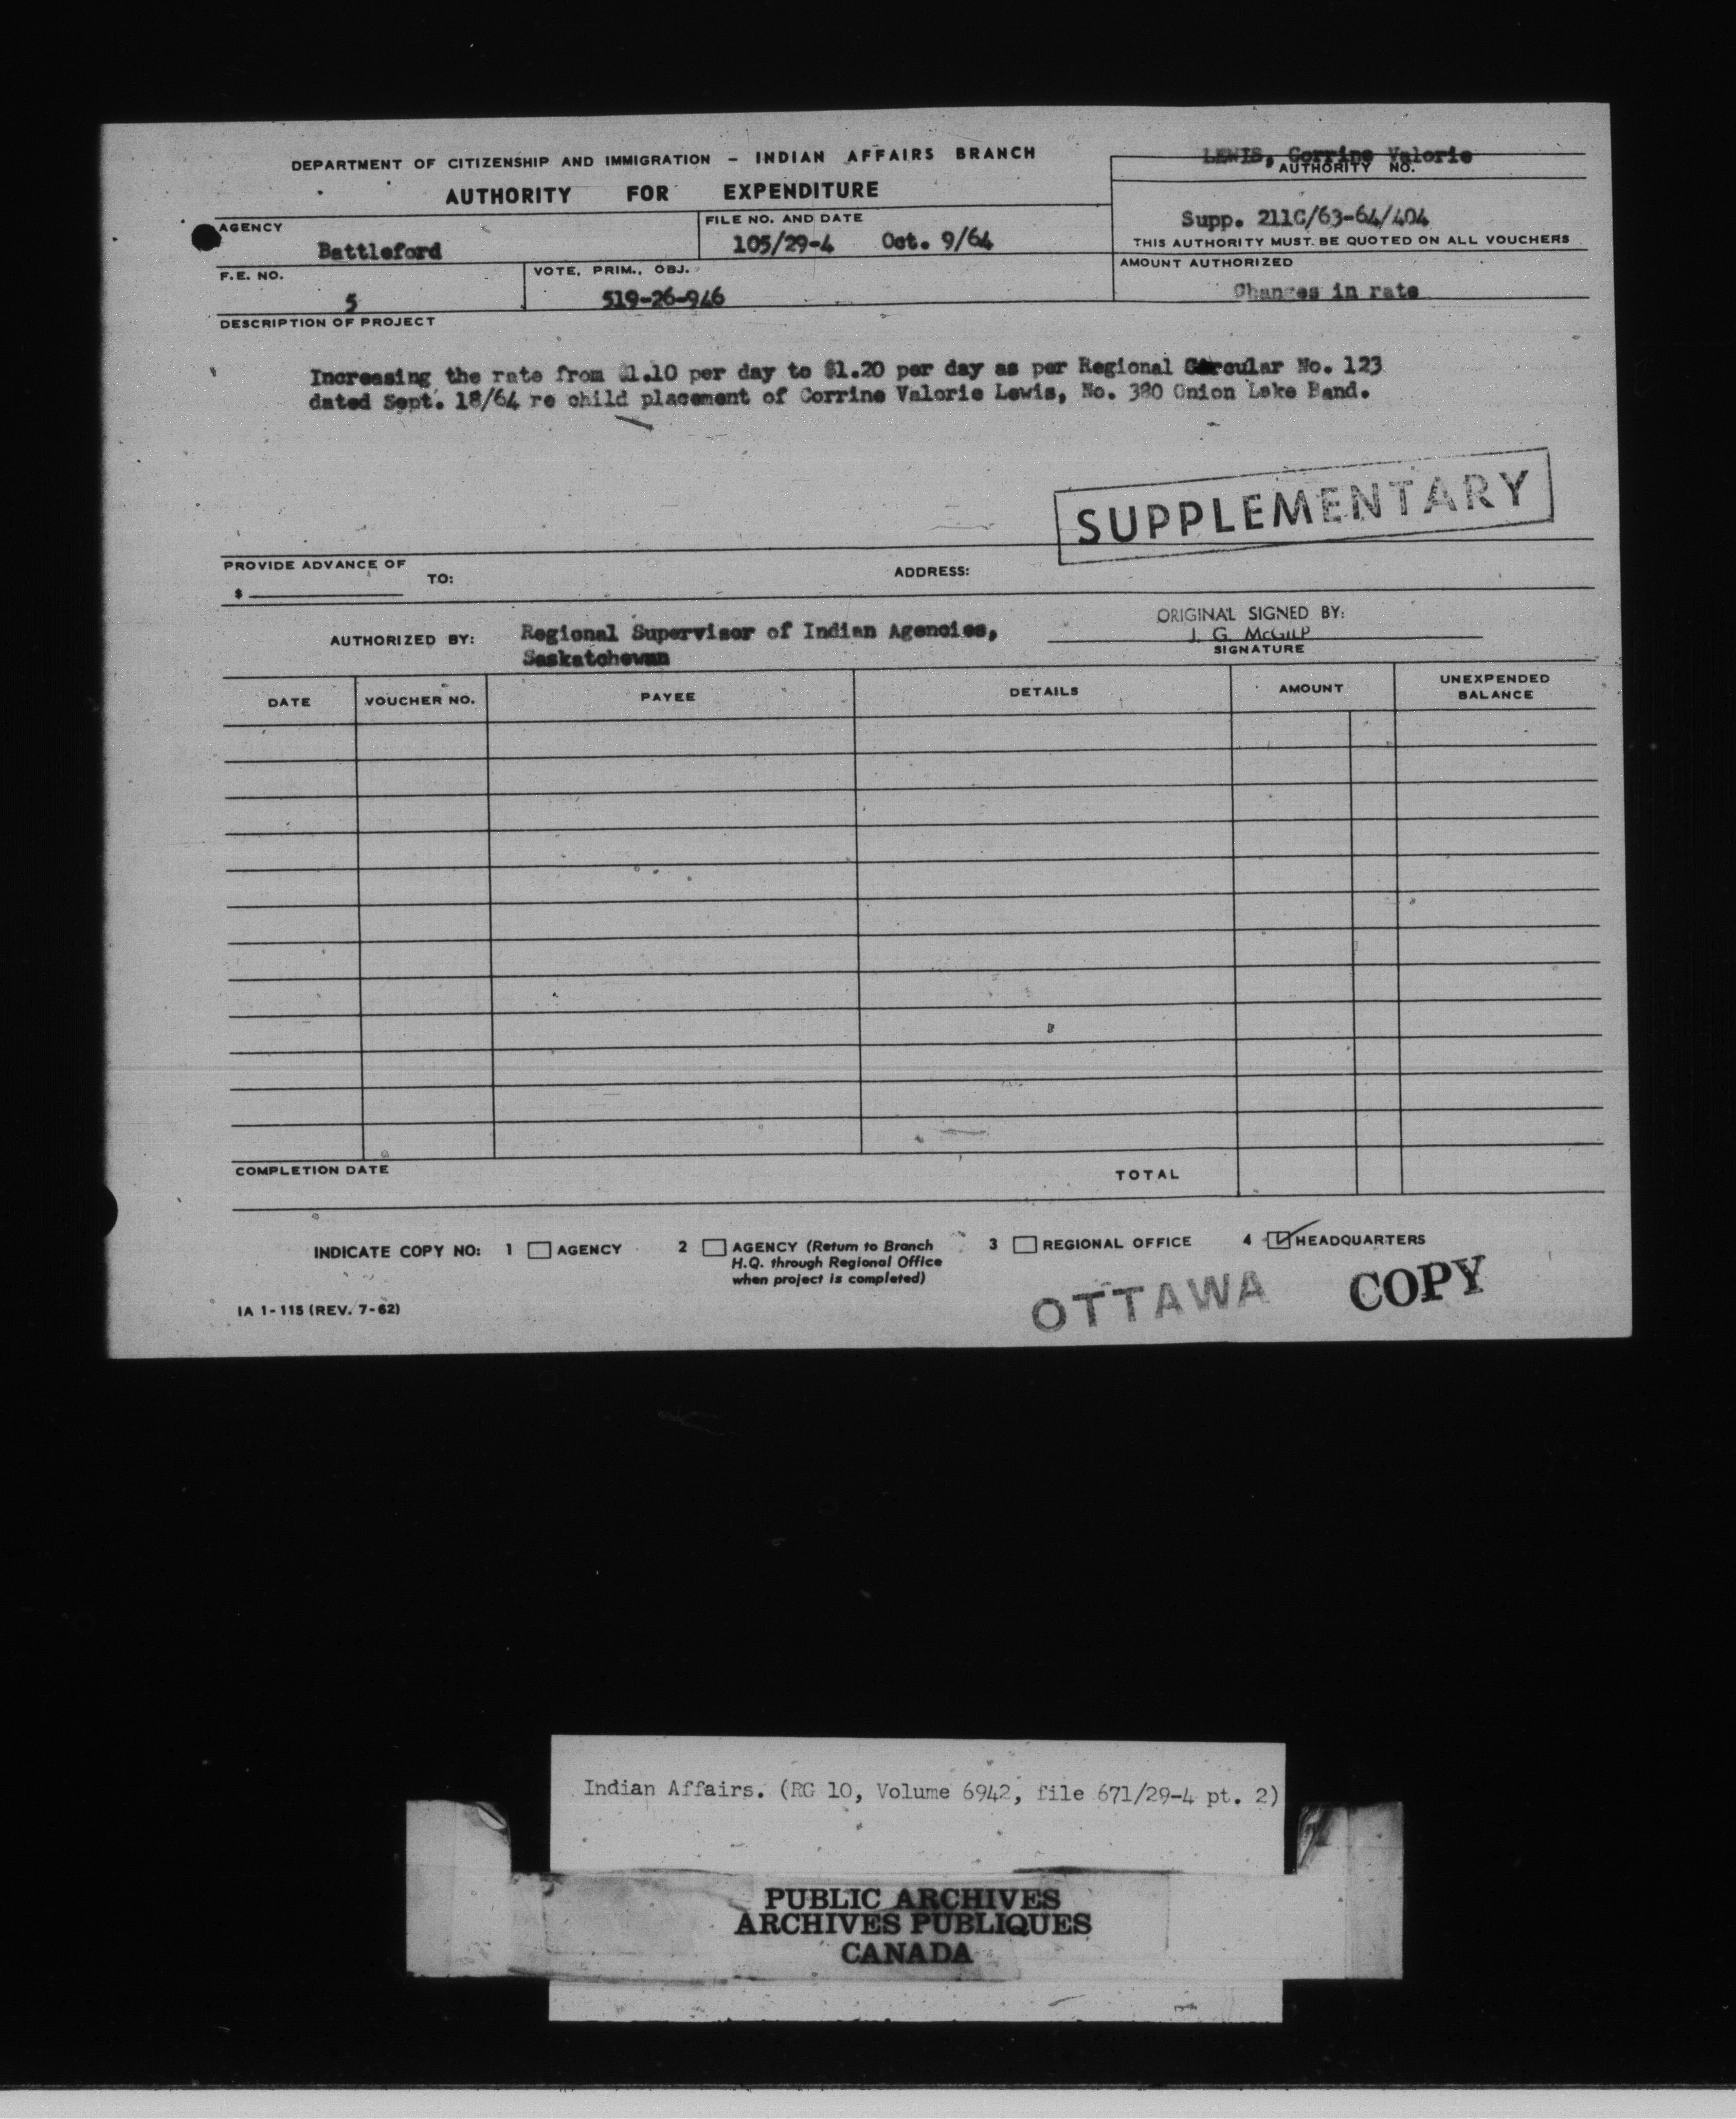 DEPARTMENT OF CITIZENSHIP AND IMMIGRATION – INDIAN AFFAIRS BRANCH
AUTHORITY FOR EXPENDITURE
LEWIS, Corrine Valorie
AUTHORITY NO.
Supp. 211C/63-64/404
THIS AUTHORITY MUST BE QUOTED ON ALL VOUCHERS
AGENCY
Battleford
FILE NO. AND DATE
105/29-4 Oct. 9/64
F.E. NO.
5
VOTE, PRIM., OBJ.
519-26-946
AMOUNT AUTHORIZED
Changes in rate
DESCRIPTION OF PROJECT
Increasing the rate from $1.10 per day to $1.20 per day as per Regional Circular No. 123
dated Sept. 18/64 re child placement of Corrine Valorie Lewis, No. 380 Onion Lake Band.
SUPPLEMENTARY
PROVIDE ADVANCE OF
$ TO: ADDRESS:
AUTHORIZED BY: Regional Supervisor of Indian Agencies,
Saskatchewan
ORIGINAL SIGNED BY:
J. G. McGILP
SIGNATURE
DATE VOUCHER NO. PAYEE DETAILS AMOUNT UNEXPENDED BALANCE
COMPLETION DATE TOTAL
INDICATE COPY NO: 1 AGENCY 2 AGENCY (Return to Branch 3 REGIONAL OFFICE 4 HEADQUARTERS
H.Q. through Regional Office
when project is completed)
IA 1-115 (REV. 7-62)
OTTAWA COPY
Indian Affairs. (RG 10, Volume 6942, file 671/29-4 pt. 2)
PUBLIC ARCHIVES
ARCHIVES PUBLIQUES
CANADA